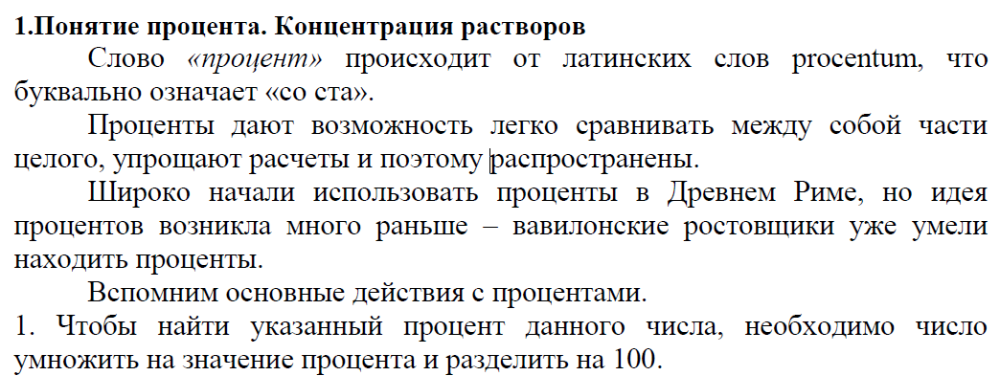 1.Понятие процента. Концентрация растворов
Слово «процент» происходит от латинских слов procentum, что
буквально означает «со ста».
Проценты дают возможность легко сравнивать между собой части
целого, упрощают расчеты и поэтому распространены.
Широко начали использовать проценты в Древнем Риме, но идея
процентов возникла много раньше – вавилонские ростовщики уже умели
находить проценты.
Вспомним основные действия с процентами.
1. Чтобы найти указанный процент данного числа, необходимо число
умножить на значение процента и разделить на 100.